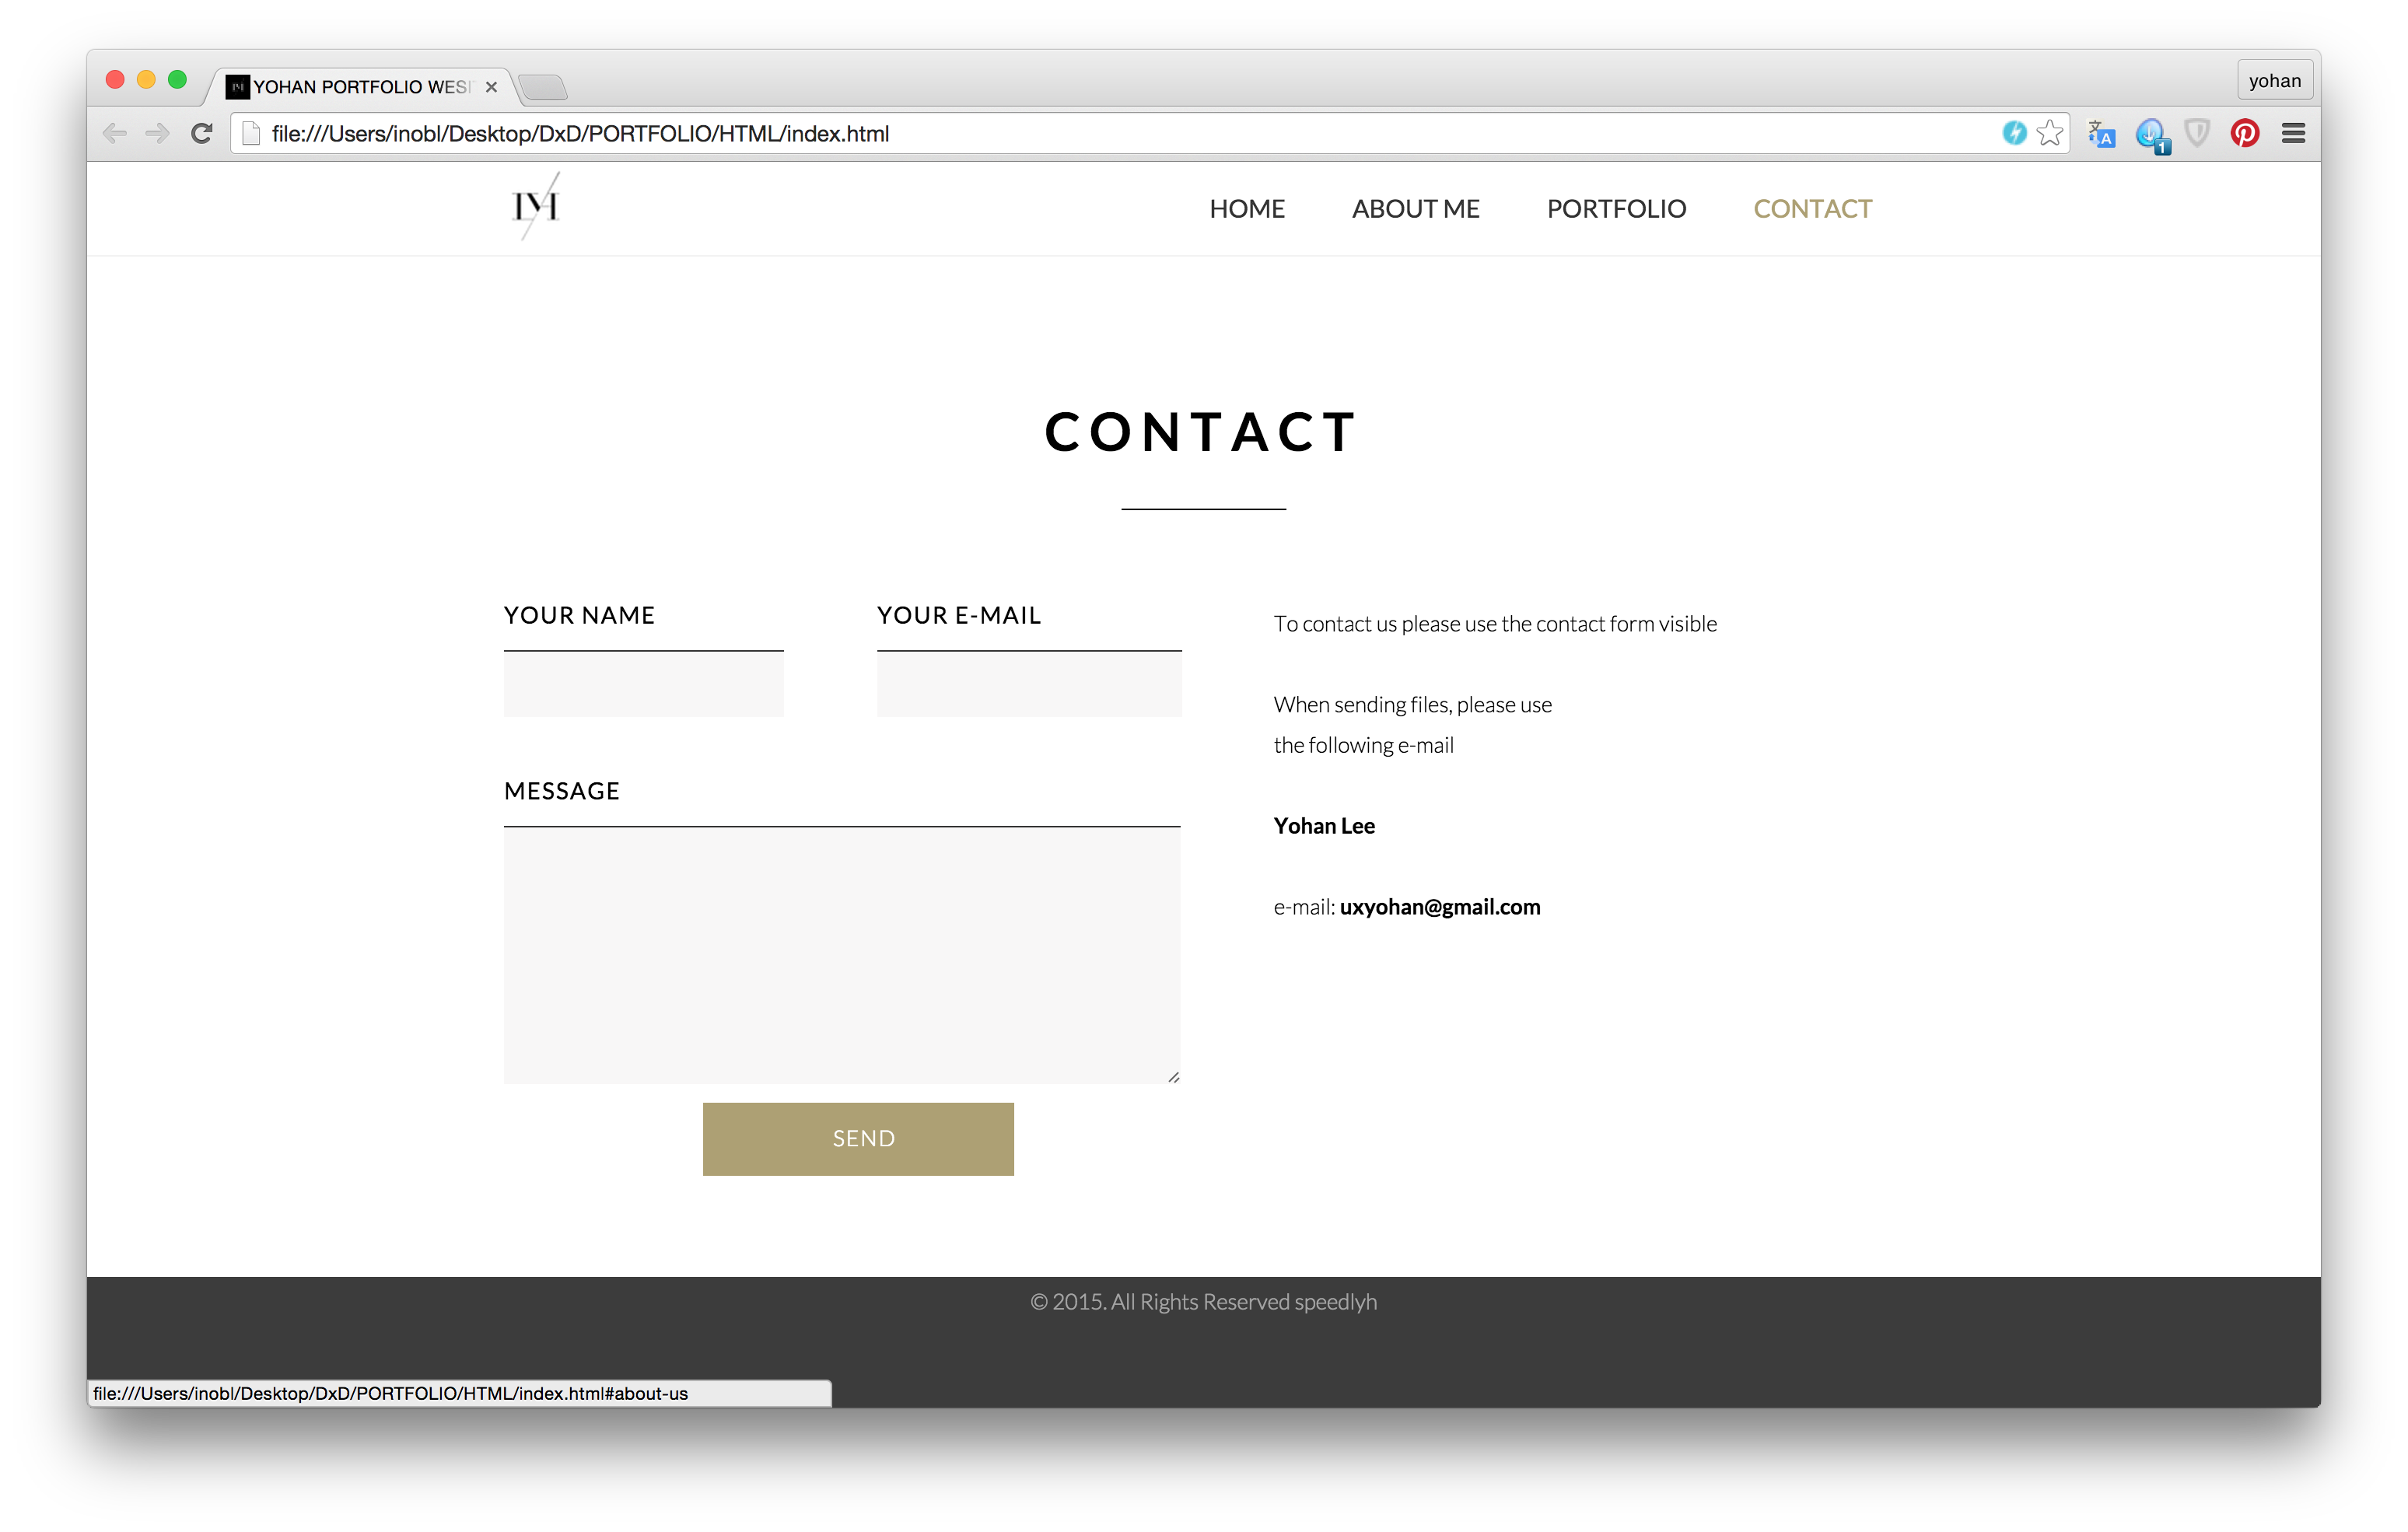 YOHAN PORTFOLIO WESI
yohan
file:///Users/inobl/Desktop/DxD/PORTFOLIO/HTML/index.html
1
HOME ABOUT ME PORTFOLIO CONTACT
CONTACT
YOUR NAME
YOUR E-MAIL
MESSAGE
SEND
To contact us please use the contact form visible
When sending files, please use
the following e-mail
Yohan Lee
e-mail: uxyohan@gmail.com
© 2015. All Rights Reserved speedlyh
file:///Users/inobl/Desktop/DxD/PORTFOLIO/HTML/index.html#about-us